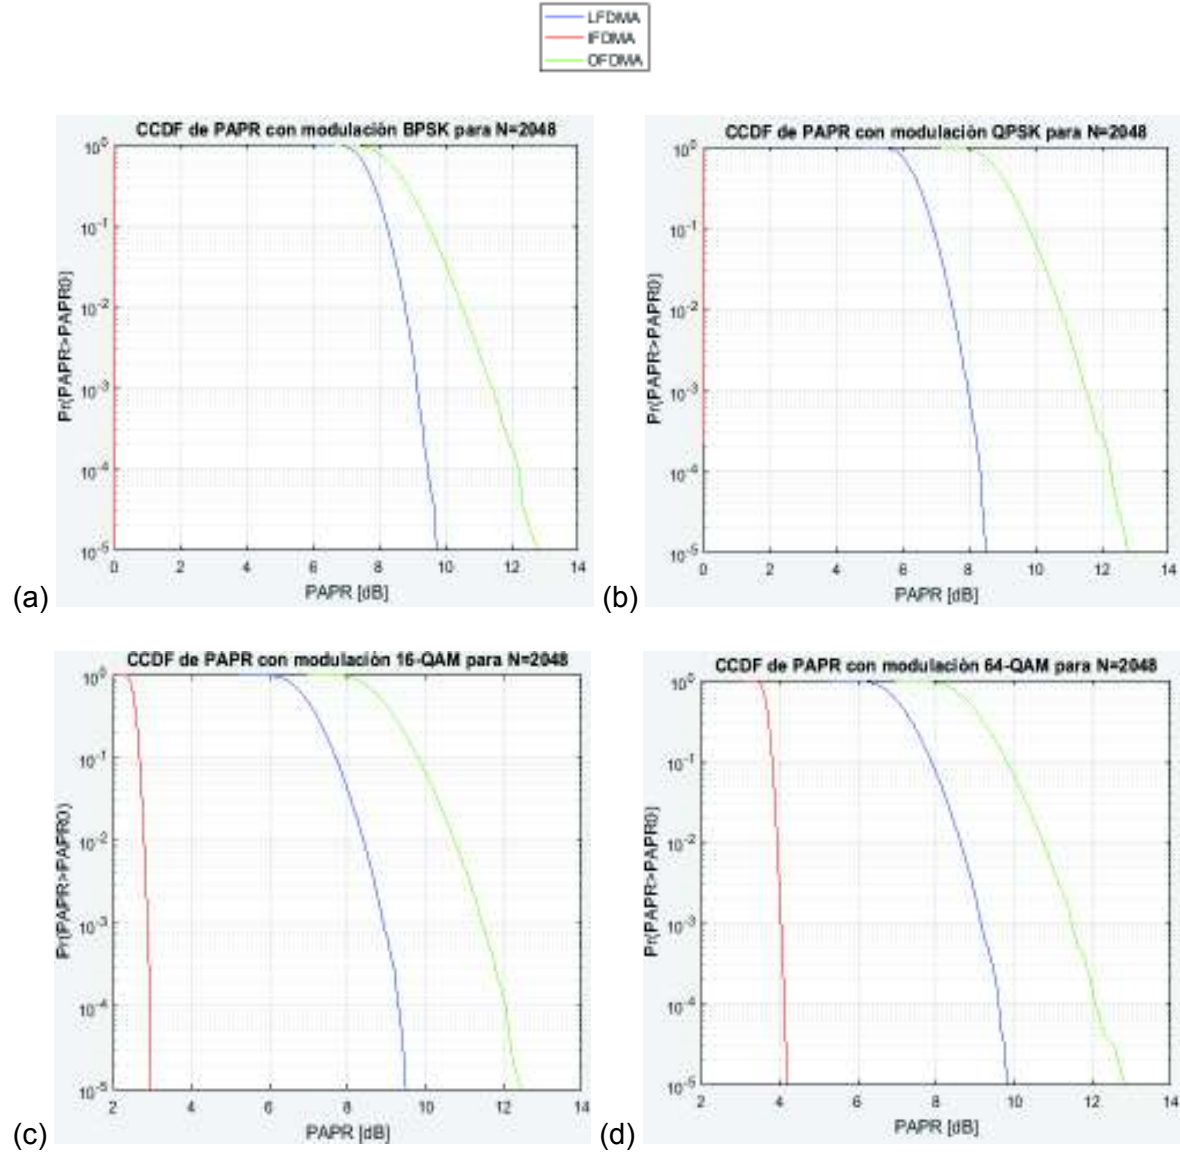 LFDMA
IFDMA
OFDMA
CCDF de PAPR con modulación BPSK para N=2048
10^0
10^-1
10^-2
10^-3
10^-4
10^-5
Pr(PAPR>PAPR0)
0 2 4 6 8 10 12 14
PAPR [dB]
(a)
CCDF de PAPR con modulación QPSK para N=2048
10^0
10^-1
10^-2
10^-3
10^-4
10^-5
Pr(PAPR>PAPR0)
0 2 4 6 8 10 12 14
PAPR [dB]
(b)
CCDF de PAPR con modulación 16-QAM para N=2048
10^0
10^-1
10^-2
10^-3
10^-4
10^-5
Pr(PAPR>PAPR0)
2 4 6 8 10 12 14
PAPR [dB]
(c)
CCDF de PAPR con modulación 64-QAM para N=2048
10^0
10^-1
10^-2
10^-3
10^-4
10^-5
Pr(PAPR>PAPR0)
2 4 6 8 10 12 14
PAPR [dB]
(d)